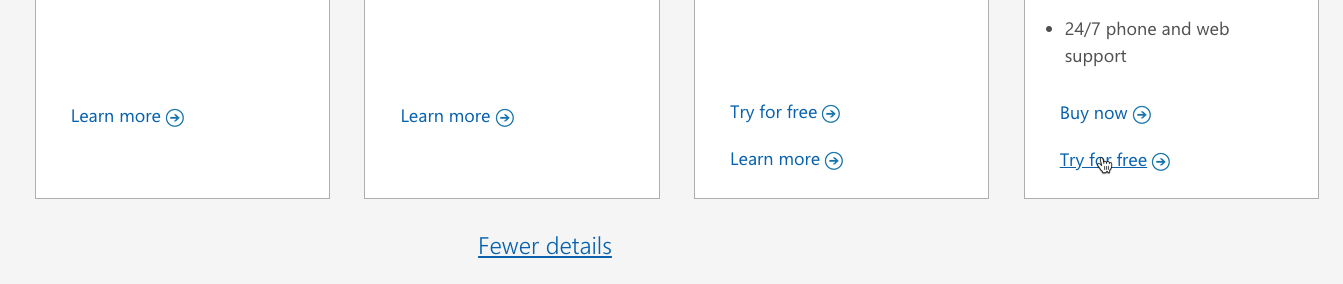 • 24/7 phone and web
support
Learn more
Learn more
Try for free
Learn more
Buy now
Try for free
Fewer details